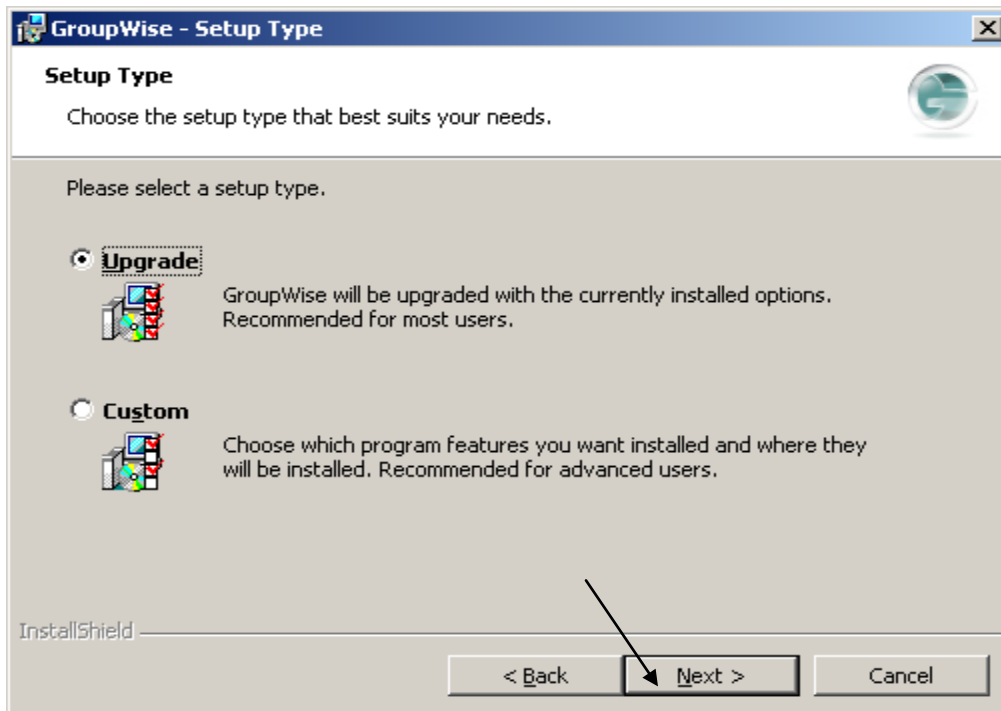 GroupWise - Setup Type
Setup Type
Choose the setup type that best suits your needs.
Please select a setup type.
Upgrade
GroupWise will be upgraded with the currently installed options.
Recommended for most users.
Custom
Choose which program features you want installed and where they
will be installed. Recommended for advanced users.
InstallShield
< Back
Next >
Cancel